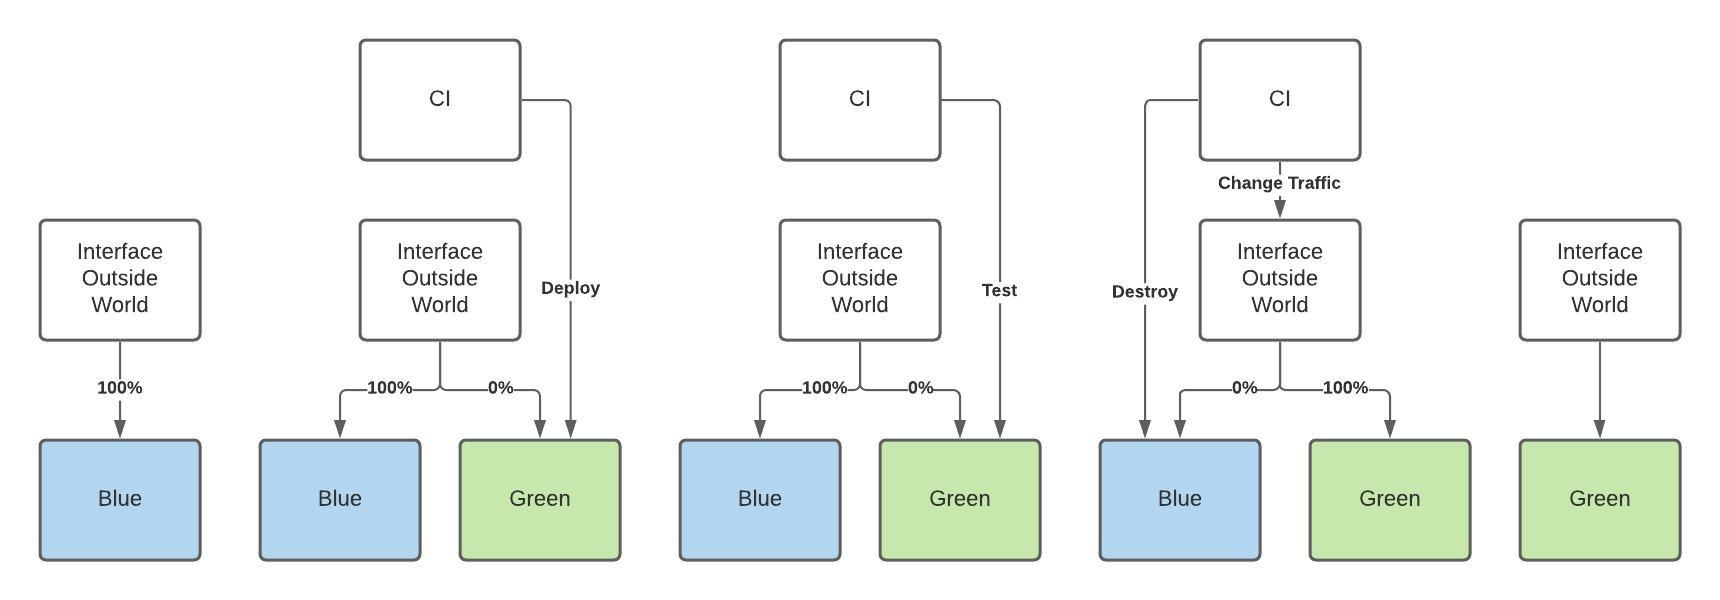 CI
CI
CI
Change Traffic
Interface
Outside
World
Interface
Outside
World
Deploy
Interface
Outside
World
Test
Destroy
Interface
Outside
World
Interface
Outside
World
100%
100%
0%
100%
0%
0%
100%
Blue
Blue
Green
Blue
Green
Blue
Green
Green